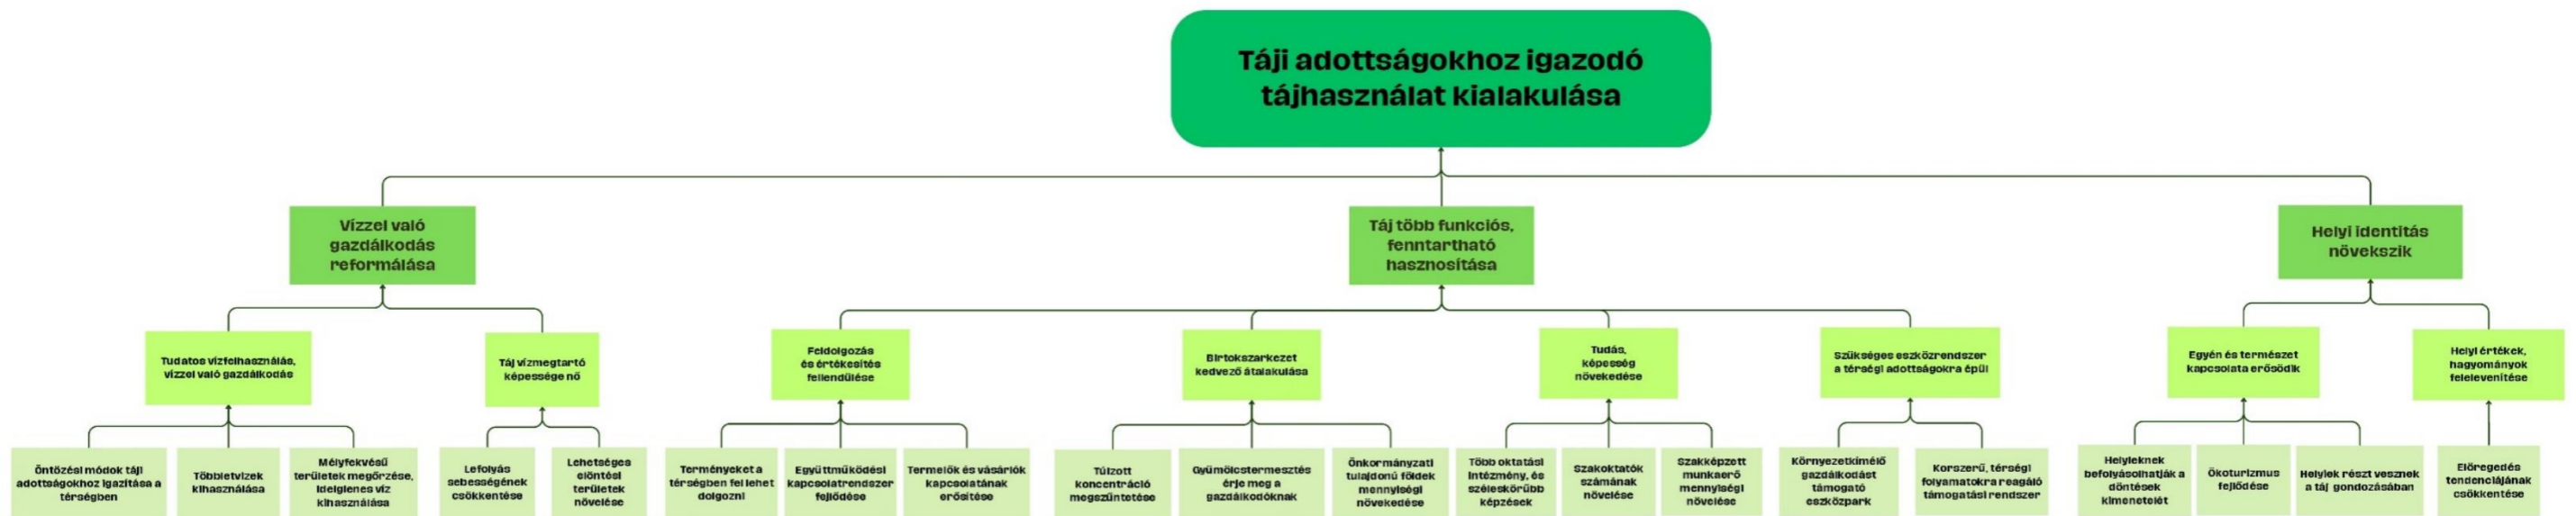 Táji adottságokhoz igazodó
tájhasználat kialakulása
Vízzel való
gazdálkodás
reformálása
Táj több funkciós,
fenntartható
hasznosítása
Helyi identitás
növekszik
Tudatos vízfelhasználás,
vízzel való gazdálkodás
Táj vízmegtartó
képessége nő
Feldolgozás
és értékesítés
fellendülése
Birtokszarkezet
kedvező átalakulása
Tudás,
képesség
növekedése
Szükséges eszközrendszer
a térségi adottságokra épül
Egyén és természet
kapcsolata erősödik
Helyi értékek,
hagyományok
felelevenítése
Öntözési módok táji
adottságokhoz igazítása a
térségben
Többletvizek
kihasználása
Mélyfekvésű
területek megőrzése,
ideiglenes víz
kihasználása
Lefolyás
sebességének
csökkentése
Lehetséges
elöntési
területek
növelése
Terményeket a
térségben fel lehet
dolgozni
Együttműködési
kapcsolatrendszer
fejlődése
Termelők és vásárlók
kapcsolatának
erősítése
Túlzott
koncentráció
megszűntetése
Gyümölcstermesztés
érje meg a
gazdálkodóknak
Önkormányzati
tulajdonú földek
mennyiségi
növekedése
Több oktatási
intézmény, és
széleskörűbb
képzések
Szakoktatók
számának
növelése
Szakképzett
munkaerő
mennyiségi
növelése
Környezetkímélő
gazdálkodást
támogató
eszközpark
Korszerű, térségi
folyamatokra reagáló
támogatási rendszer
Helyieknek
befolyásolhatják a
döntések
kimenetelét
Ökoturizmus
fejlődése
Helyiek részt vesznek
a táj gondozásában
Elöregedés
tendenciájának
csökkentése